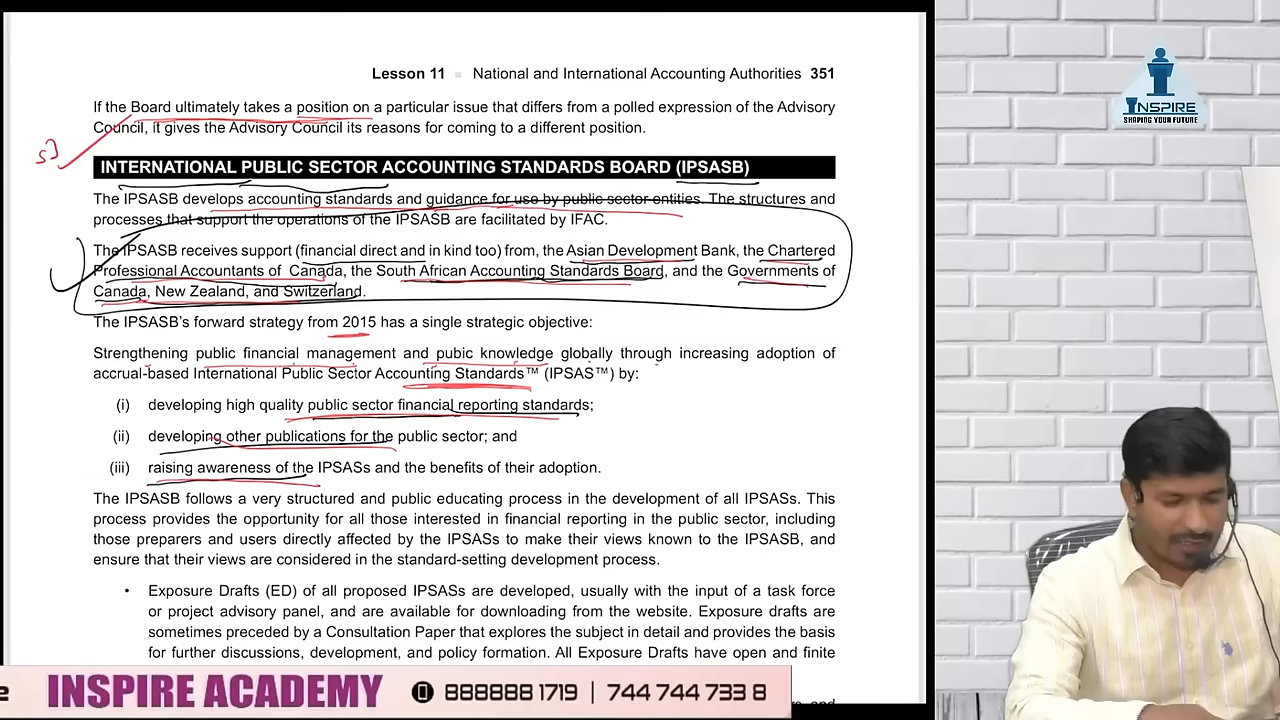 Lesson 11 National and International Accounting Authorities 351
If the Board ultimately takes a position on a particular issue that differs from a polled expression of the Advisory
Council, it gives the Advisory Council its reasons for coming to a different position.
INTERNATIONAL PUBLIC SECTOR ACCOUNTING STANDARDS BOARD (IPSASB)
The IPSASB develops accounting standards and guidance for use by public sector entities. The structures and
processes that support the operations of the IPSASB are facilitated by IFAC.
The IPSASB receives support (financial direct and in kind too) from, the Asian Development Bank, the Chartered
Professional Accountants of Canada, the South African Accounting Standards Board, and the Governments of
Canada, New Zealand, and Switzerland.
The IPSASB's forward strategy from 2015 has a single strategic objective:
Strengthening public financial management and pubic knowledge globally through increasing adoption of
accrual-based International Public Sector Accounting Standards™ (IPSAS™) by:
(i) developing high quality public sector financial reporting standards;
(ii) developing other publications for the public sector; and
(iii) raising awareness of the IPSASs and the benefits of their adoption.
The IPSASB follows a very structured and public educating process in the development of all IPSASs. This
process provides the opportunity for all those interested in financial reporting in the public sector, including
those preparers and users directly affected by the IPSASs to make their views known to the IPSASB, and
ensure that their views are considered in the standard-setting development process.
• Exposure Drafts (ED) of all proposed IPSASs are developed, usually with the input of a task force
or project advisory panel, and are available for downloading from the website. Exposure drafts are
sometimes preceded by a Consultation Paper that explores the subject in detail and provides the basis
for further discussions, development, and policy formation. All Exposure Drafts have open and finite
INSPIRE ACADEMY 888888 1719 | 744 744 733 8
INSPIRE
SHAPING YOUR FUTURE